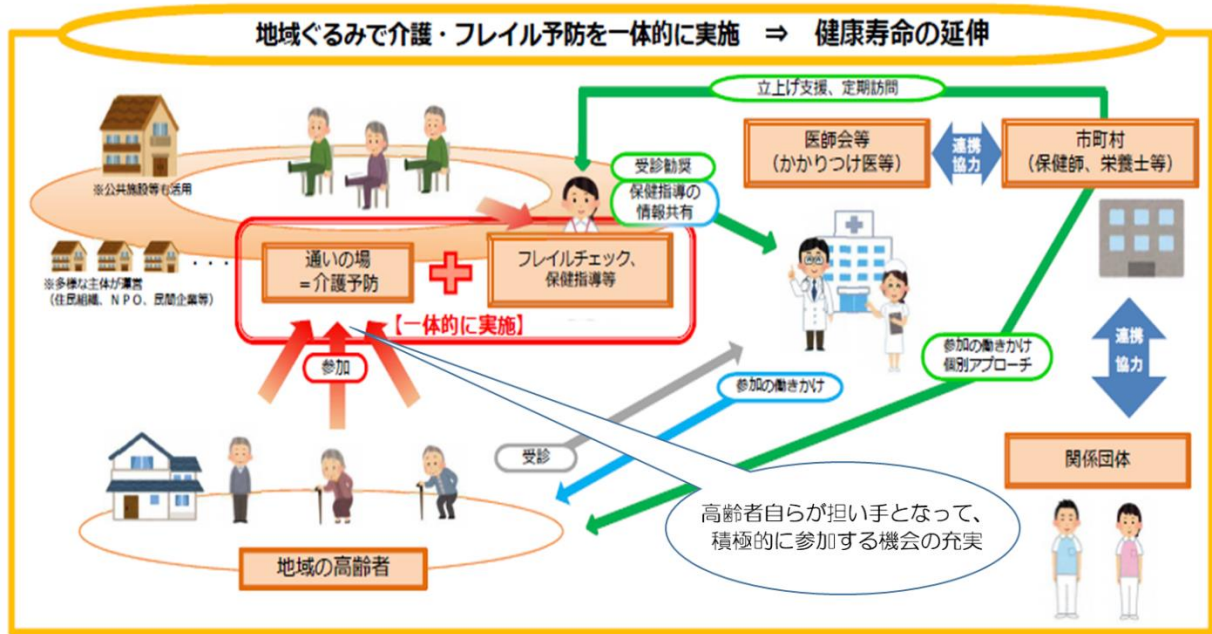 地域ぐるみで介護・フレイル予防を一体的に実施 ⇒ 健康寿命の延伸
立上げ支援、定期訪問
医師会等
（かかりつけ医等）
連携
協力
市町村
（保健師、栄養士等）
※公共施設等も活用
受診勧奨
保健指導の
情報共有
通いの場
＝介護予防
フレイルチェック、
保健指導等
・・・
※多様な主体が運営
（住民組織、ＮＰＯ、民間企業等）
【一体的に実施】
参加
参加の働きかけ
個別アプローチ
連携
協力
参加の働きかけ
受診
関係団体
高齢者自らが担い手となって、
積極的に参加する機会の充実
地域の高齢者